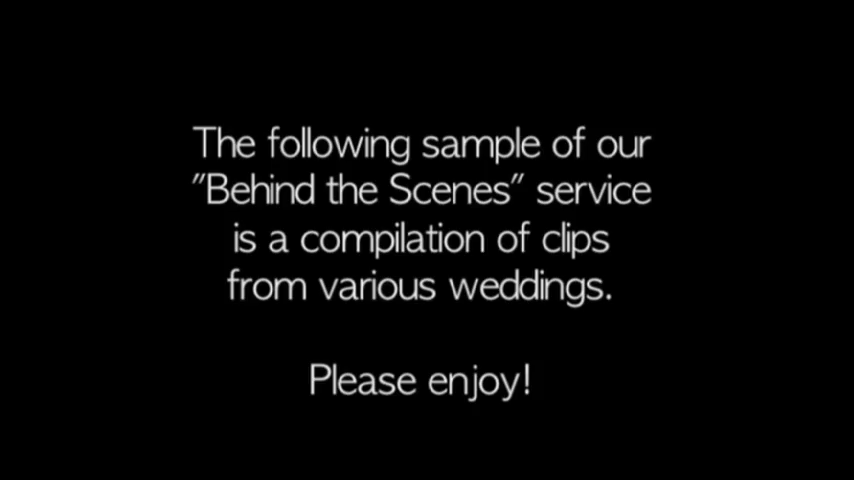 The following sample of our
"Behind the Scenes" service
is a compilation of clips
from various weddings.
Please enjoy!